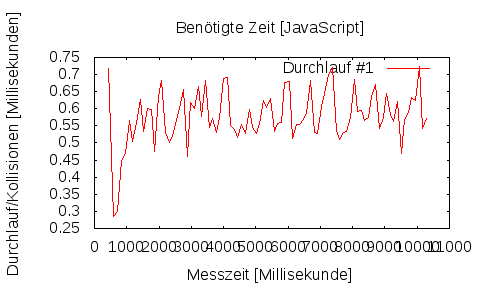 Benötigte Zeit [JavaScript]
Durchlauf/Kollisionen [Millisekunden]
Durchlauf #1
0.75
0.7
0.65
0.6
0.55
0.5
0.45
0.4
0.35
0.3
0.25
0 1000 2000 3000 4000 5000 6000 7000 8000 9000 10000 11000
Messzeit [Millisekunde]